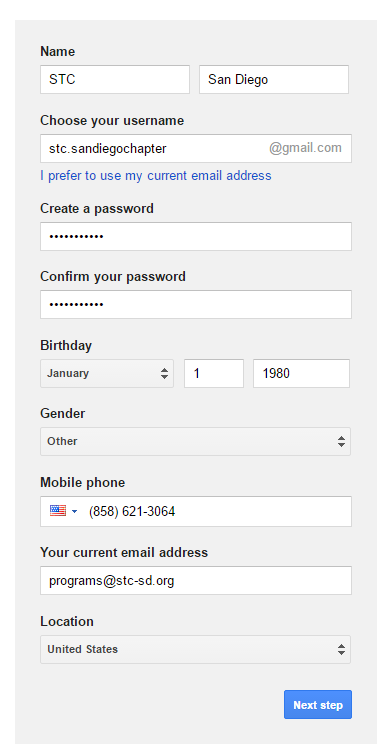 Name
STC San Diego
Choose your username
stc.sandiegochapter @gmail.com
I prefer to use my current email address
Create a password
•••••••••••
Confirm your password
•••••••••••
Birthday
January 1 1980
Gender
Other
Mobile phone
(858) 621-3064
Your current email address
programs@stc-sd.org
Location
United States
Next step